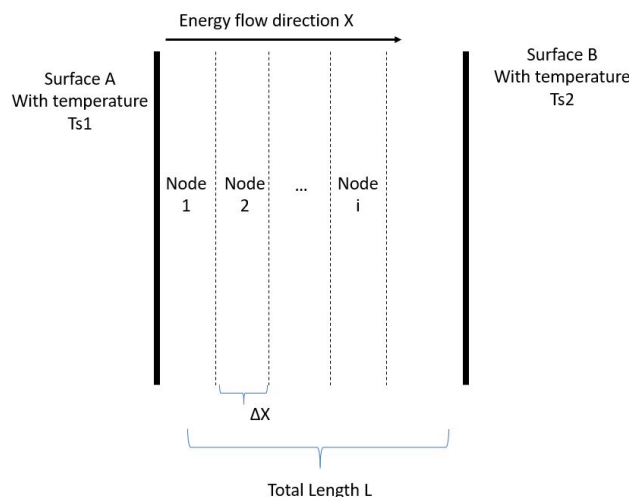 Energy flow direction X
Surface A
With temperature
Ts1
Surface B
With temperature
Ts2
Node
1
Node
2
...
Node
i
ΔX
Total Length L